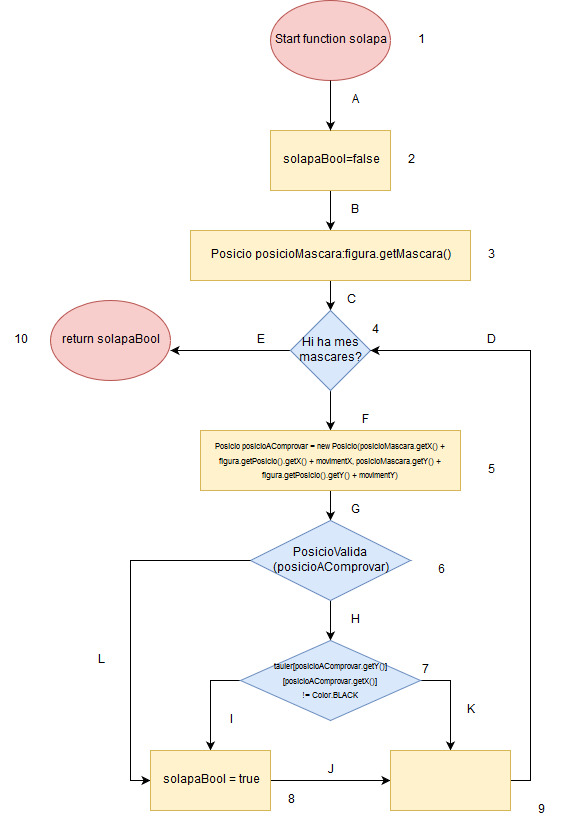 Start function solapa
1
A
solapaBool=false
2
B
Posicio posicioMascara:figura.getMascara()
3
C
10
return solapaBool
E
Hi ha mes
mascares?
4
D
F
Posicio posicioAComprovar = new Posicio(posicioMascara.getX() +
figura.getPosicio().getX() + movimentX, posicioMascara.getY() +
figura.getPosicio().getY() + movimentY)
5
G
PosicioValida
(posicioAComprovar)
6
H
L
tauler[posicioAComprovar.getY()]
[posicioAComprovar.getX()]
!= Color.BLACK
7
I
K
solapaBool = true
J
8
9